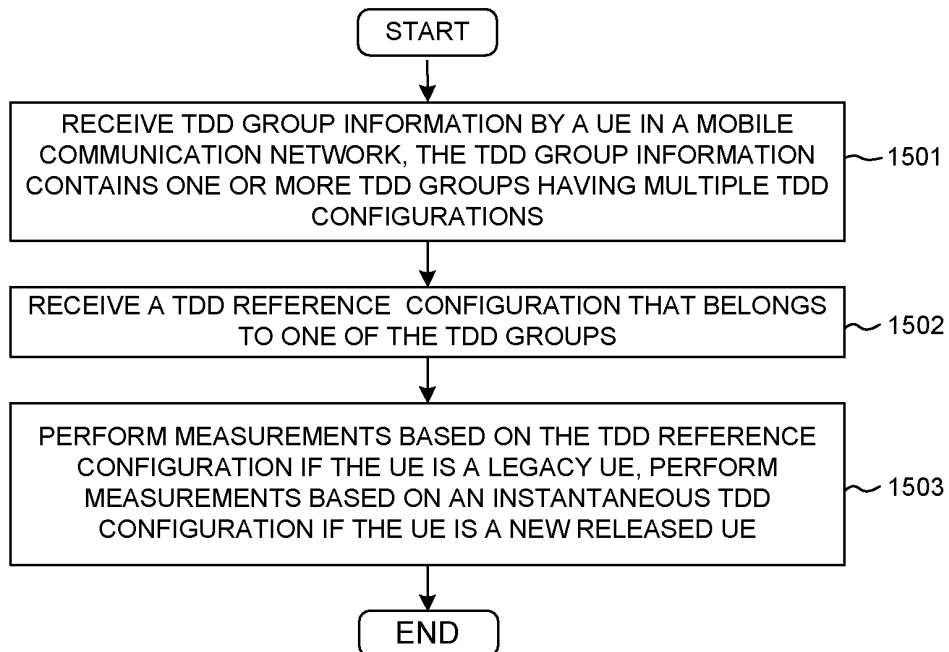 START
RECEIVE TDD GROUP INFORMATION BY A UE IN A MOBILE
COMMUNICATION NETWORK, THE TDD GROUP INFORMATION
CONTAINS ONE OR MORE TDD GROUPS HAVING MULTIPLE TDD
CONFIGURATIONS
1501
RECEIVE A TDD REFERENCE CONFIGURATION THAT BELONGS
TO ONE OF THE TDD GROUPS
1502
PERFORM MEASUREMENTS BASED ON THE TDD REFERENCE
CONFIGURATION IF THE UE IS A LEGACY UE, PERFORM
MEASUREMENTS BASED ON AN INSTANTANEOUS TDD
CONFIGURATION IF THE UE IS A NEW RELEASED UE
1503
END